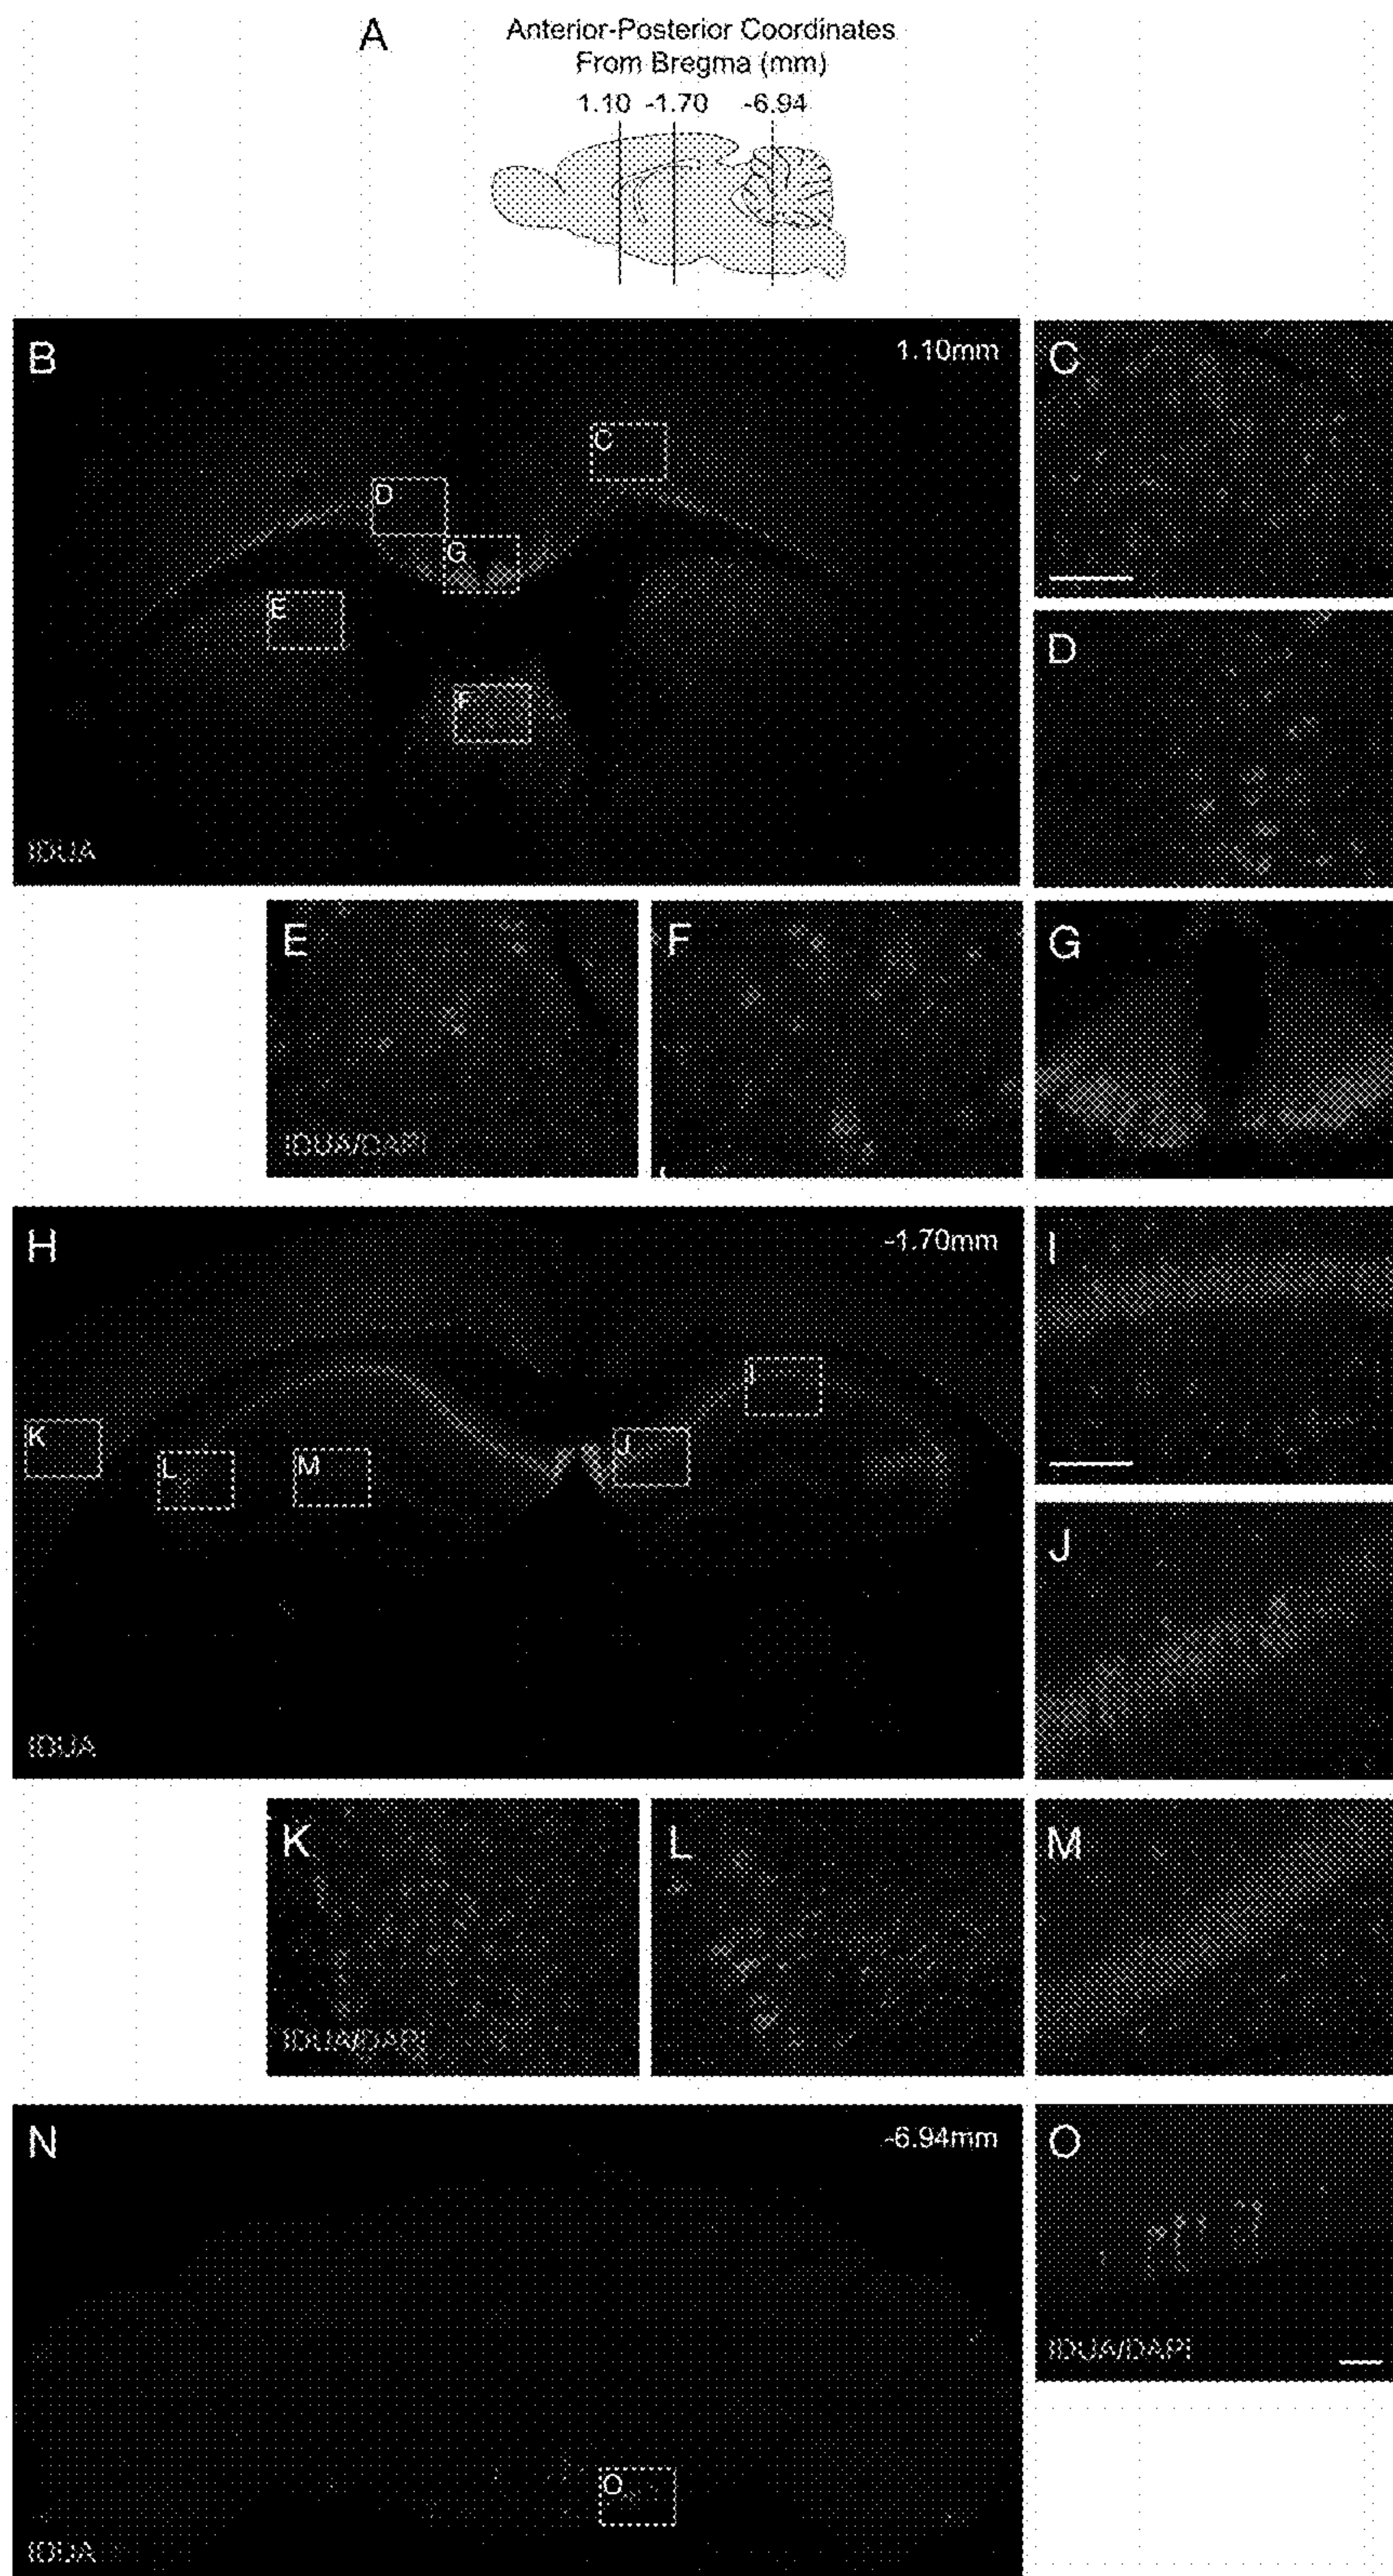 A
Anterior-Posterior Coordinates
From Bregma (mm)
1.10 -1.70 -6.94
B
1.10mm
C
D
G
E
F
IDUA
C
D
E
IDUA/DAPI
F
G
H
-1.70mm
I
J
K
L
M
IDUA
I
J
K
IDUA/DAPI
L
M
N
-6.94mm
O
IDUA
O
IDUA/DAPI